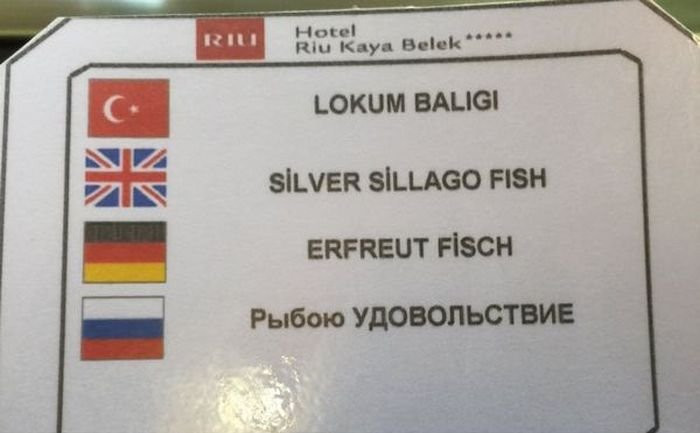 RIU
Hotel
Riu Kaya Belek*****
LOKUM BALIGI
SİLVER SİLLAGO FISH
ERFREUT FİSCH
Рыбою УДОВОЛЬСТВИЕ